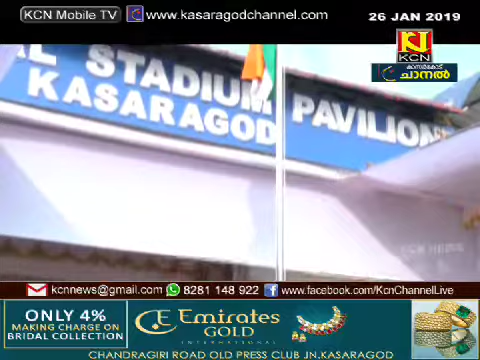 KCN Mobile TV
www.kasaragodchannel.com
26 JAN 2019
KCN
കാസർകോട്
ചാനൽ
L STADIUM PAVILION
KASARAGOD
kcnnews@gmail.com 8281 148 922 www.facebook.com/KcnChannelLive
ONLY 4%
MAKING CHARGE ON
BRIDAL COLLECTION
Emirates
GOLD
INTERNATIONAL
CHANDRAGIRI ROAD OLD PRESS CLUB JN.KASARAGOD